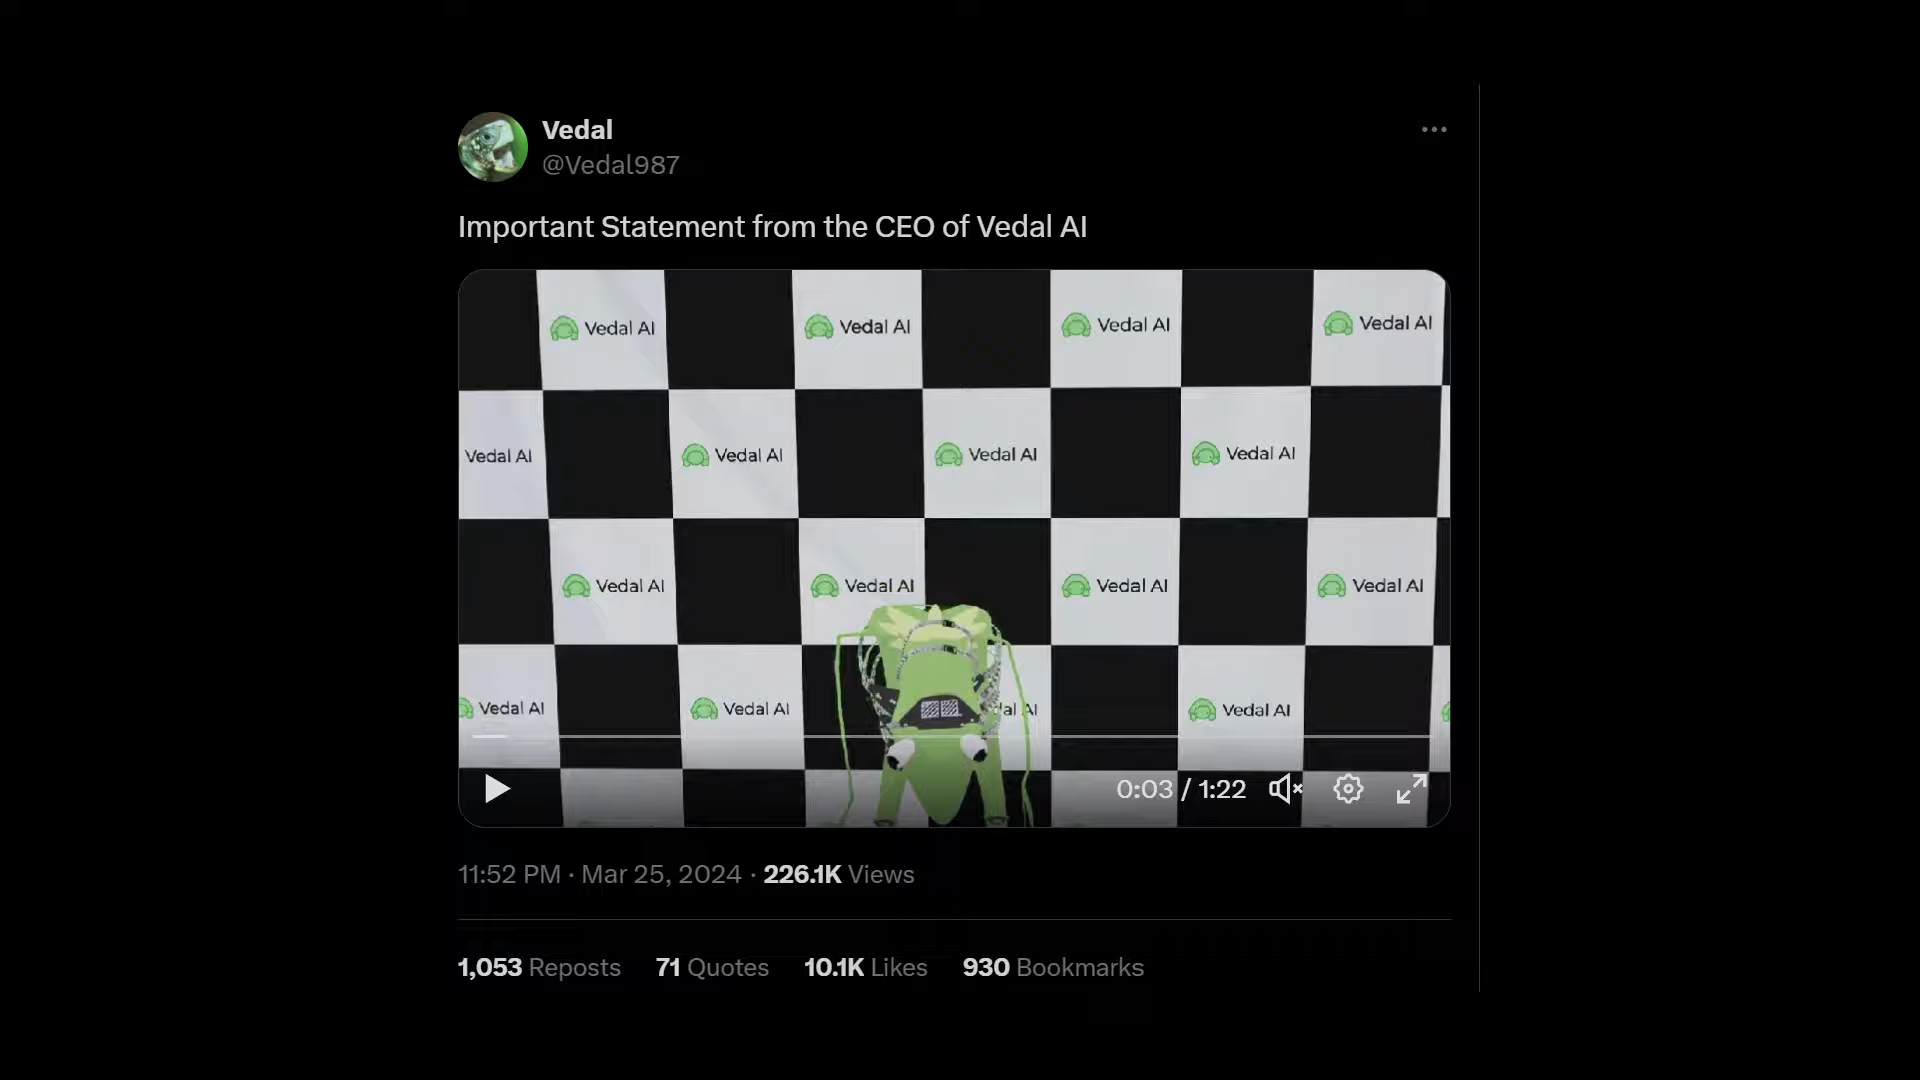 Vedal
@Vedal987
Important Statement from the CEO of Vedal AI
Vedal AI Vedal AI Vedal AI Vedal AI
Vedal AI Vedal AI Vedal AI Vedal AI
Vedal AI Vedal AI Vedal AI Vedal AI
Vedal AI Vedal AI dal AI Vedal AI
0:03 / 1:22
11:52 PM · Mar 25, 2024 · 226.1K Views
1,053 Reposts 71 Quotes 10.1K Likes 930 Bookmarks